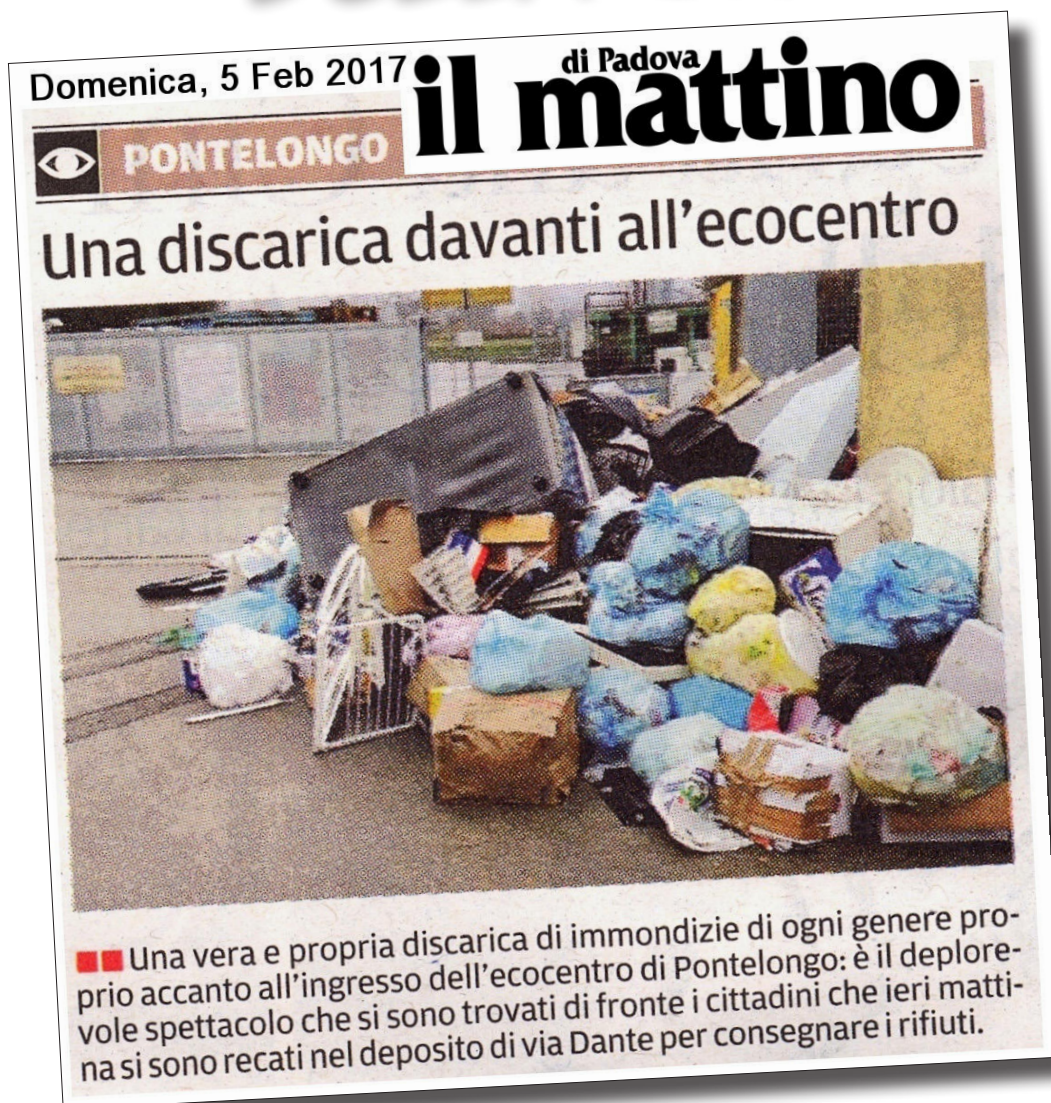 Domenica, 5 Feb 2017
il mattino
di Padova
PONTELONGO
Una discarica davanti all'ecocentro
Una vera e propria discarica di immondizie di ogni genere pro-
prio accanto all'ingresso dell'ecocentro di Pontelongo: è il deplore-
vole spettacolo che si sono trovati di fronte i cittadini che ieri matti-
na si sono recati nel deposito di via Dante per consegnare i rifiuti.